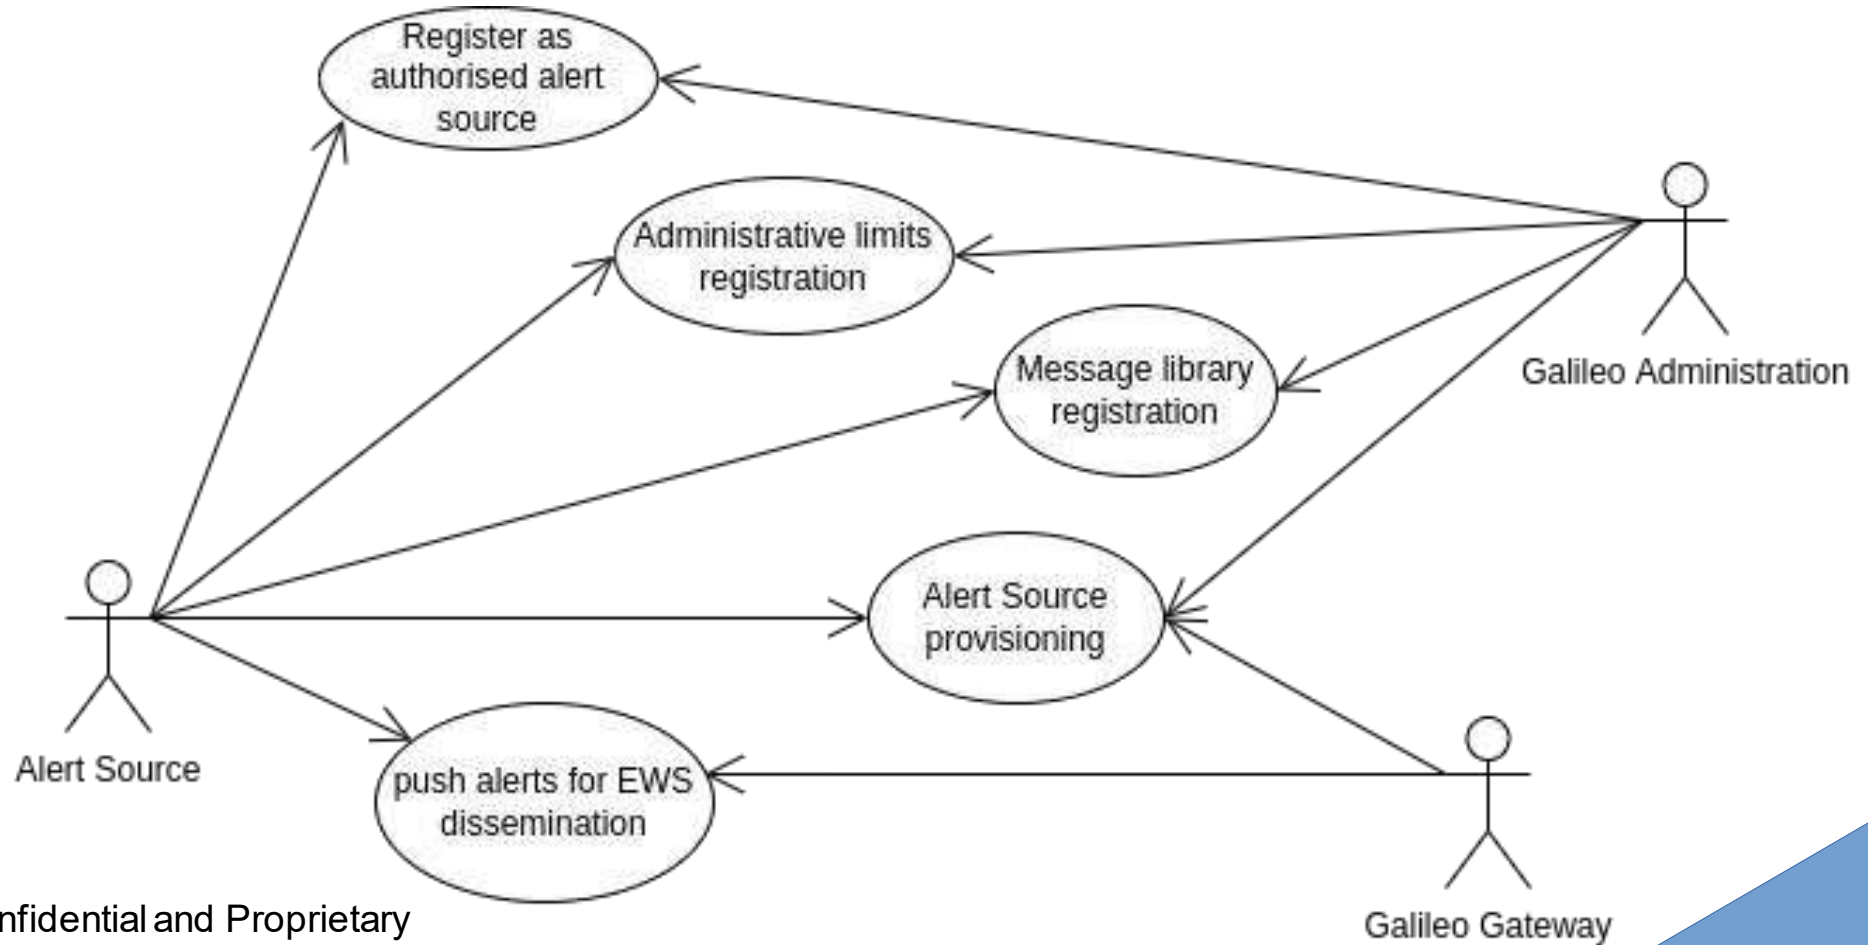 Register as
authorised alert
source
Administrative limits
registration
Message library
registration
Galileo Administration
Alert Source
provisioning
Alert Source
push alerts for EWS
dissemination
Galileo Gateway
nfidential and Proprietary